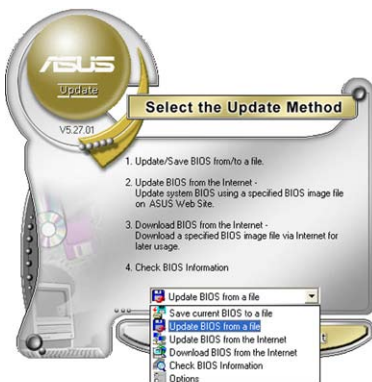 ASUS
Update
V5.27.01
Select the Update Method
1. Update/Save BIOS from/to a file.
2. Update BIOS from the Internet -
Update system BIOS using a specified BIOS image file
on ASUS Web Site.
3. Download BIOS from the Internet -
Download a specified BIOS image file via Internet for
later usage.
4. Check BIOS Information
Update BIOS from a file
Save current BIOS to a file
Update BIOS from a file
Update BIOS from the Internet
Download BIOS from the Internet
Check BIOS Information
Options